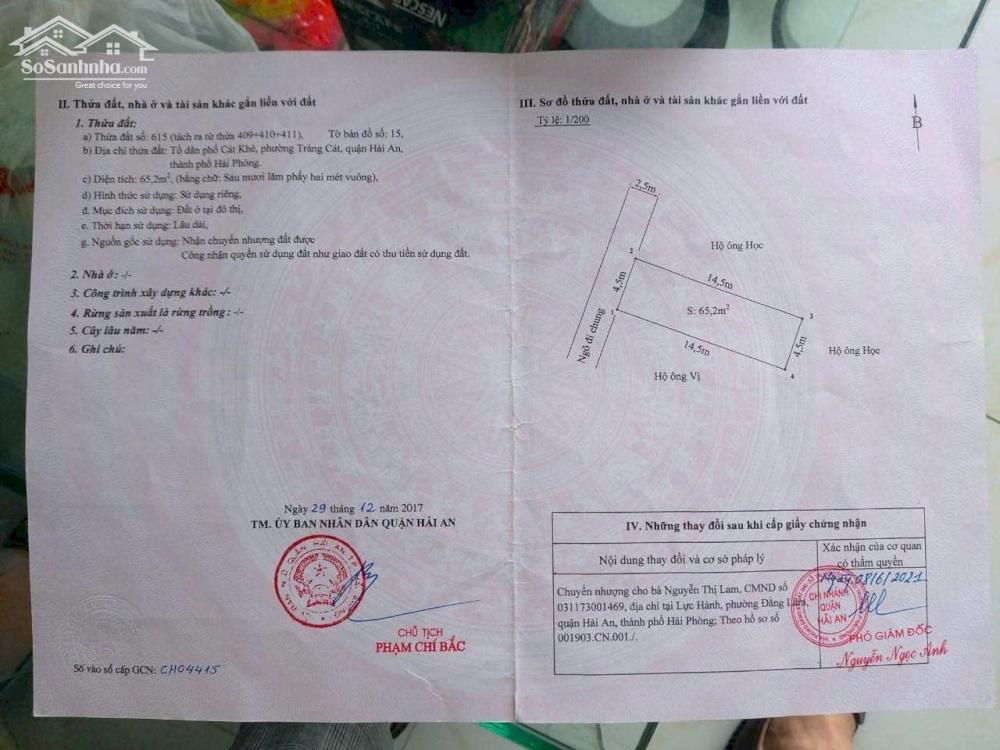 SoSanhnha.com
Great choice for you
NESCAFÉ
II. Thửa đất, nhà ở và tài sản khác gắn liền với đất
1. Thửa đất:
a) Thửa đất số: 615 (tách ra từ thửa 409+410+411), Tờ bản đồ số: 15,
b) Địa chỉ thửa đất: Tổ dân phố Cát Khê, phường Tràng Cát, quận Hải An,
thành phố Hải Phòng.
c) Diện tích: 65,2m², (bằng chữ: Sáu mươi lăm phẩy hai mét vuông),
d) Hình thức sử dụng: Sử dụng riêng,
đ. Mục đích sử dụng: Đất ở tại đô thị,
e. Thời hạn sử dụng: Lâu dài,
g. Nguồn gốc sử dụng: Nhận chuyển nhượng đất được
Công nhận quyền sử dụng đất như giao đất có thu tiền sử dụng đất.
2. Nhà ở: -/-
3. Công trình xây dựng khác: -/-
4. Rừng sản xuất là rừng trồng: -/-
5. Cây lâu năm: -/-
6. Ghi chú:
Ngày 29 tháng 12 năm 2017
TM. ỦY BAN NHÂN DÂN QUẬN HẢI AN
CHỦ TỊCH
PHẠM CHÍ BẮC
Số vào sổ cấp GCN: CH04415
III. Sơ đồ thửa đất, nhà ở và tài sản khác gắn liền với đất
Tỷ lệ: 1/200
B
2,5m
2
Hộ ông Học
4,5m
14,5m
S: 65,2m²
3
1
Ngõ đi chung
14,5m
4,5m
Hộ ông Học
Hộ ông Vị
4
IV. Những thay đổi sau khi cấp giấy chứng nhận
Nội dung thay đổi và cơ sở pháp lý
Xác nhận của cơ quan
có thẩm quyền
Chuyển nhượng cho bà Nguyễn Thị Lam, CMND số
031173001469, địa chỉ tại Lực Hành, phường Đằng Lâm,
quận Hải An, thành phố Hải Phòng; Theo hồ sơ số
001903.CN.001./.
Ngày 08/6/2021
CHI NHÁNH
QUẬN
HẢI AN
PHÓ GIÁM ĐỐC
Nguyễn Ngọc Anh